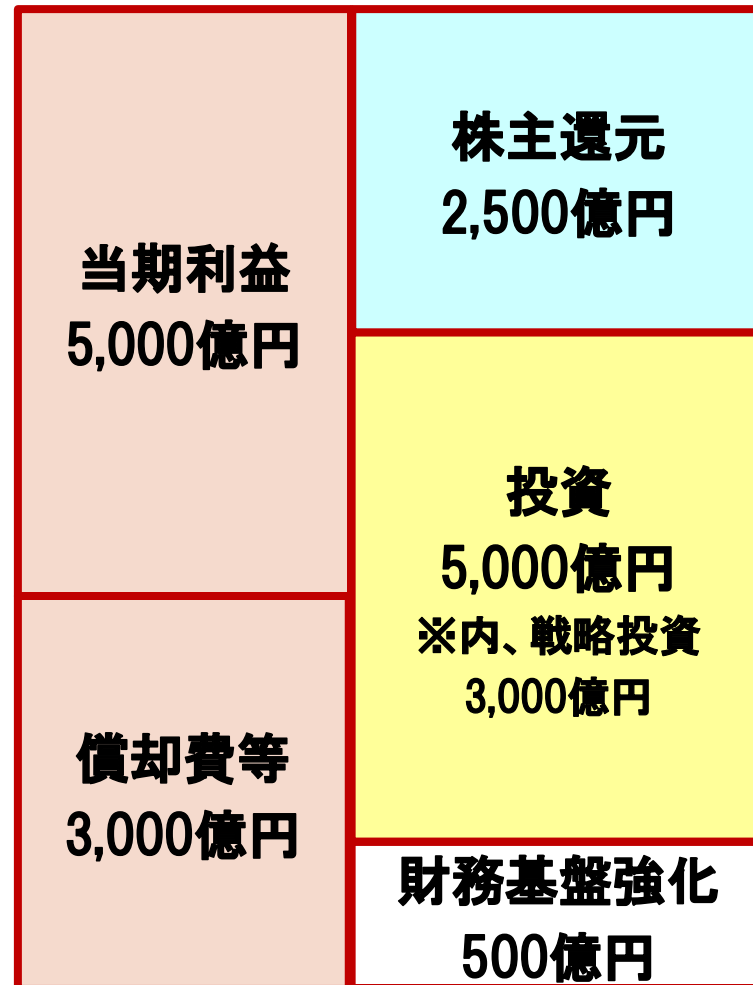 当期利益
5,000億円
償却費等
3,000億円
株主還元
2,500億円
投資
5,000億円
※内、戦略投資
3,000億円
財務基盤強化
500億円